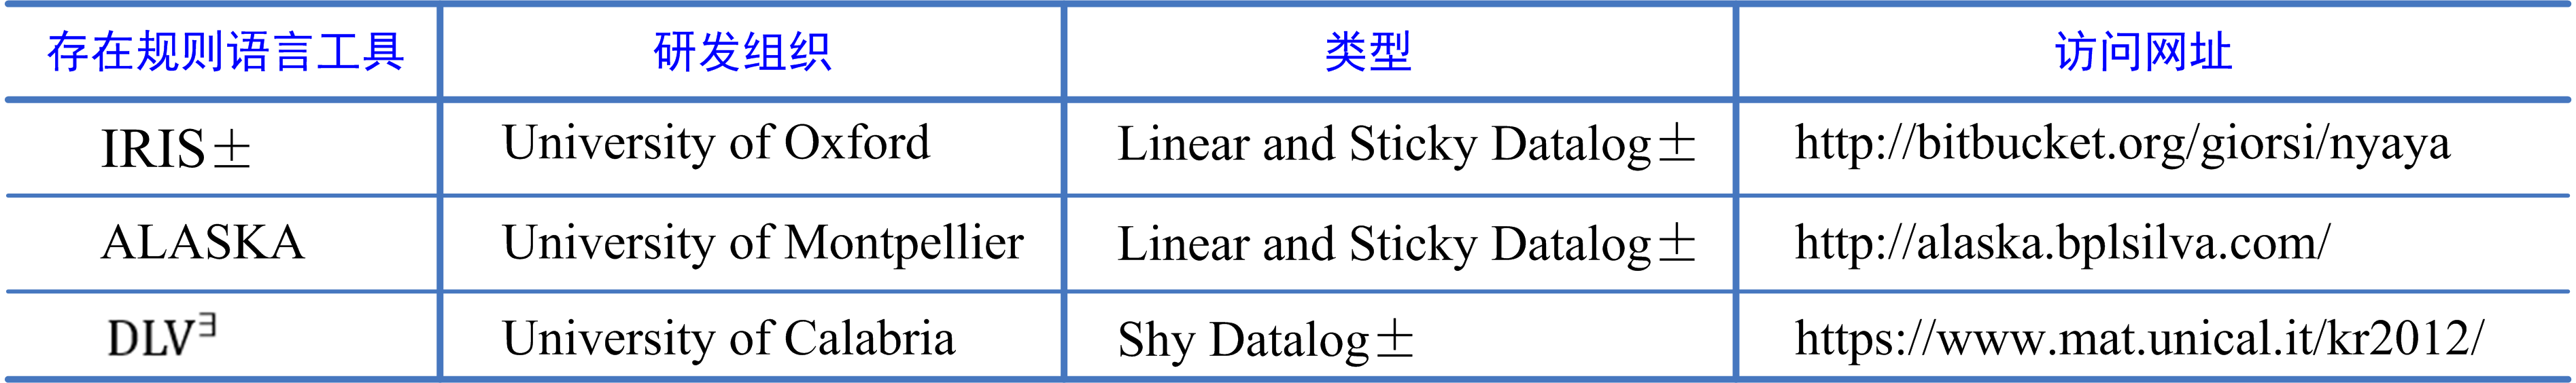 存在规则语言工具 研发组织 类型 访问网址
IRIS± University of Oxford Linear and Sticky Datalog± http://bitbucket.org/giorsi/nyaya
ALASKA University of Montpellier Linear and Sticky Datalog± http://alaska.bplsilva.com/
DLV∃ University of Calabria Shy Datalog± https://www.mat.unical.it/kr2012/